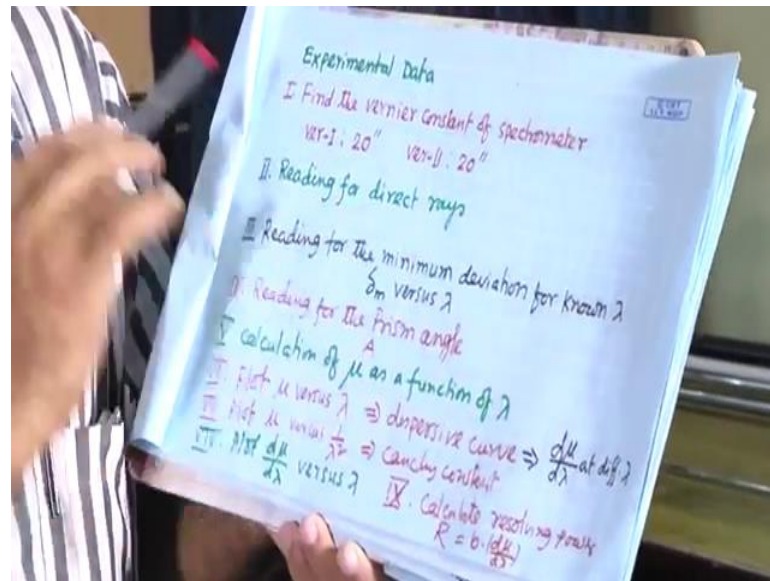 Experimental Data
I Find the vernier constant of spectrometer
ver-I : 20" ver-II : 20"
II. Reading for direct rays
III Reading for the minimum deviation for known λ
δm versus λ
IV. Reading for the Prism angle
A
V calculation of μ as a function of λ
VI. Plot μ versus λ ⇒ dispersive curve ⇒ dμ/dλ at diff. λ
VII Plot μ versus 1/λ² ⇒ cauchy constant
VIII. Plot dμ/dλ versus λ
IX. Calculate resolving power
R = b·(dμ/dλ)